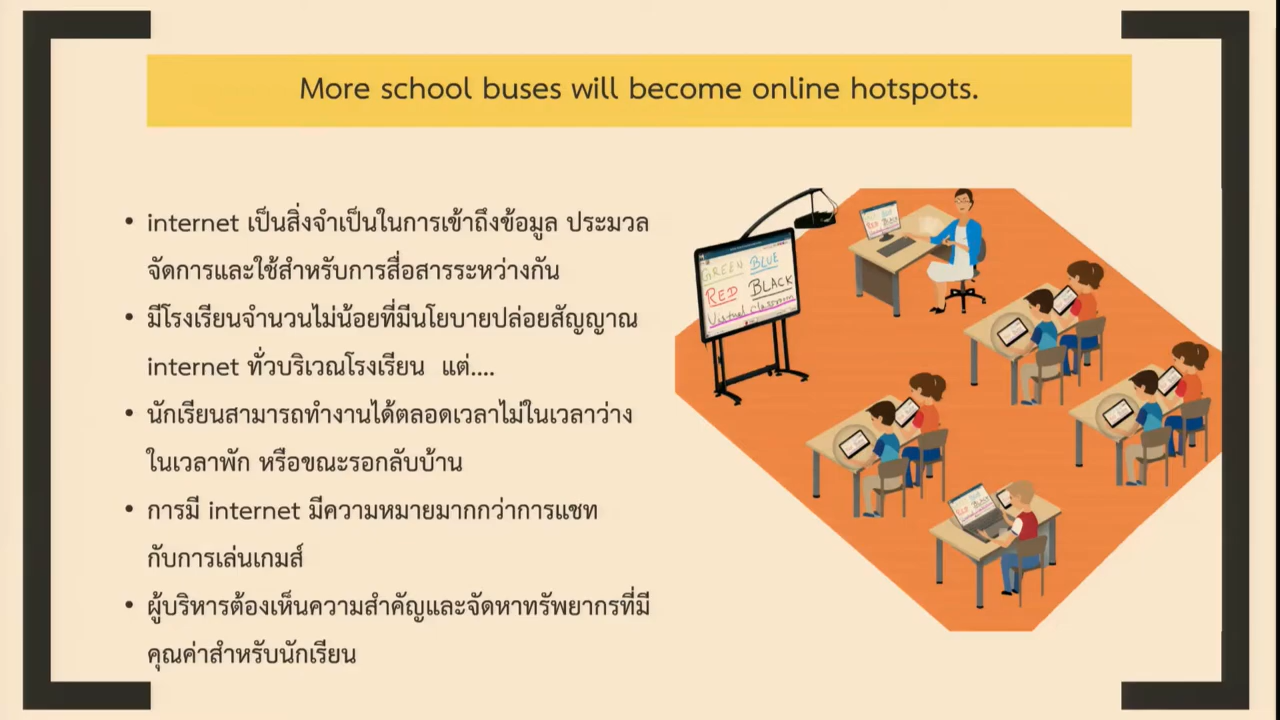 More school buses will become online hotspots.
• internet เป็นสิ่งจำเป็นในการเข้าถึงข้อมูล ประมวล
จัดการและใช้สำหรับการสื่อสารระหว่างกัน
• มีโรงเรียนจำนวนไม่น้อยที่มีนโยบายปล่อยสัญญาณ
internet ทั่วบริเวณโรงเรียน แต่....
• นักเรียนสามารถทำงานได้ตลอดเวลาไม่ในเวลาว่าง
ในเวลาพัก หรือขณะรอกลับบ้าน
• การมี internet มีความหมายมากกว่าการแชท
กับการเล่นเกมส์
• ผู้บริหารต้องเห็นความสำคัญและจัดหาทรัพยากรที่มี
คุณค่าสำหรับนักเรียน
GREEN BLUE
RED BLACK
Virtual Classroom